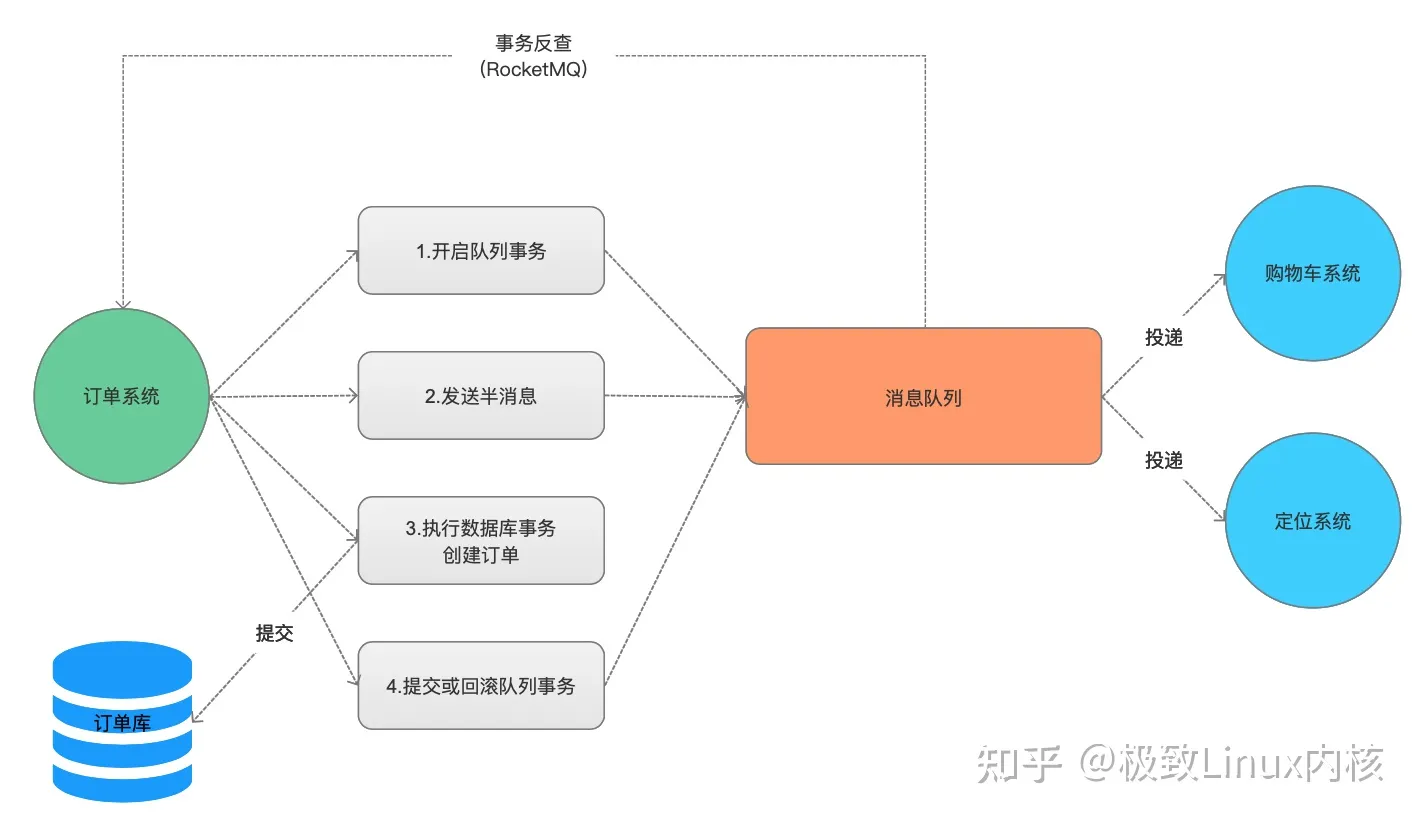 事务反查
(RocketMQ)
1.开启队列事务
2.发送半消息
3.执行数据库事务
创建订单
4.提交或回滚队列事务
订单系统
提交
订单库
消息队列
投递
投递
购物车系统
定位系统
知乎 @极致Linux内核